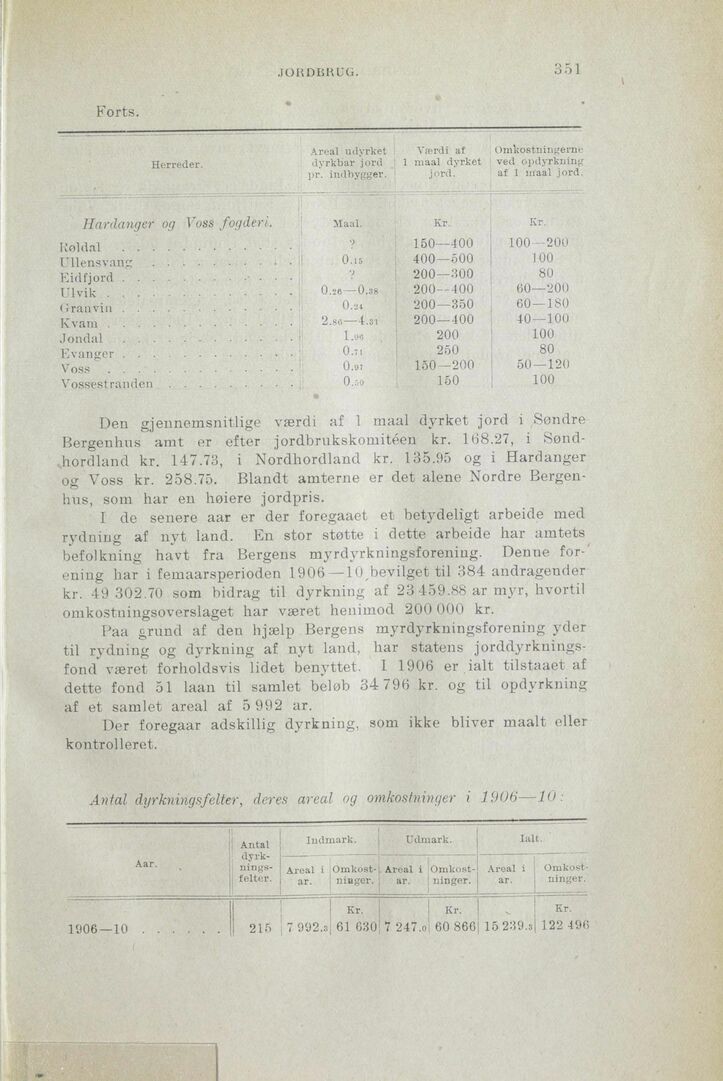 JORDBRUG. 351
Forts.
Herreder. Areal udyrket dyrkbar jord pr. indbygger. Værdi af 1 maal dyrket jord. Omkostningerne ved opdyrkning af 1 maal jord.
Hardanger og Voss fogderi. Maal. Kr. Kr.
Røldal . . . . . . . . . . ? 150—400 100—200
Ullensvang . . . . . . . . 0.15 400—500 100
Eidfjord . . . . . . . . . . ? 200—300 80
Ulvik . . . . . . . . . . . 0.26—0.38 200—400 60—200
Granvin . . . . . . . . . . 0.24 200—350 60—180
Kvam . . . . . . . . . . . 2.86—4.31 200—400 40—100
Jondal . . . . . . . . . . 1.06 200 100
Evanger . . . . . . . . . . 0.71 250 80
Voss . . . . . . . . . . . 0.97 150—200 50—120
Vossestranden . . . . . . . 0.50 150 100
Den gjennemsnitlige værdi af 1 maal dyrket jord i Søndre
Bergenhus amt er efter jordbrukskomitéen kr. 168.27, i Sønd-
hordland kr. 147.73, i Nordhordland kr. 135.95 og i Hardanger
og Voss kr. 258.75. Blandt amterne er det alene Nordre Bergen-
hus, som har en høiere jordpris.
I de senere aar er der foregaaet et betydeligt arbeide med
rydning af nyt land. En stor støtte i dette arbeide har amtets
befolkning havt fra Bergens myrdyrkningsforening. Denne for-
ening har i femaarsperioden 1906—10 bevilget til 384 andragender
kr. 49 302.70 som bidrag til dyrkning af 23 459.88 ar myr, hvortil
omkostningsoverslaget har været henimod 200 000 kr.
Paa grund af den hjælp Bergens myrdyrkningsforening yder
til rydning og dyrkning af nyt land, har statens jorddyrknings-
fond været forholdsvis lidet benyttet. I 1906 er ialt tilstaaet af
dette fond 51 laan til samlet beløb 34 796 kr. og til opdyrkning
af et samlet areal af 5 992 ar.
Der foregaar adskillig dyrkning, som ikke bliver maalt eller
kontrolleret.
Antal dyrkningsfelter, deres areal og omkostninger i 1906—10:
Aar. Antal dyrk-nings-felter. Indmark. Udmark. Ialt.
Areal i ar. Omkost-ninger. Areal i ar. Omkost-ninger. Areal i ar. Omkost-ninger.
Kr. Kr. Kr.
1906—10 . . . . . . 215 7 992.3 61 630 7 247.0 60 866 15 239.3 122 496